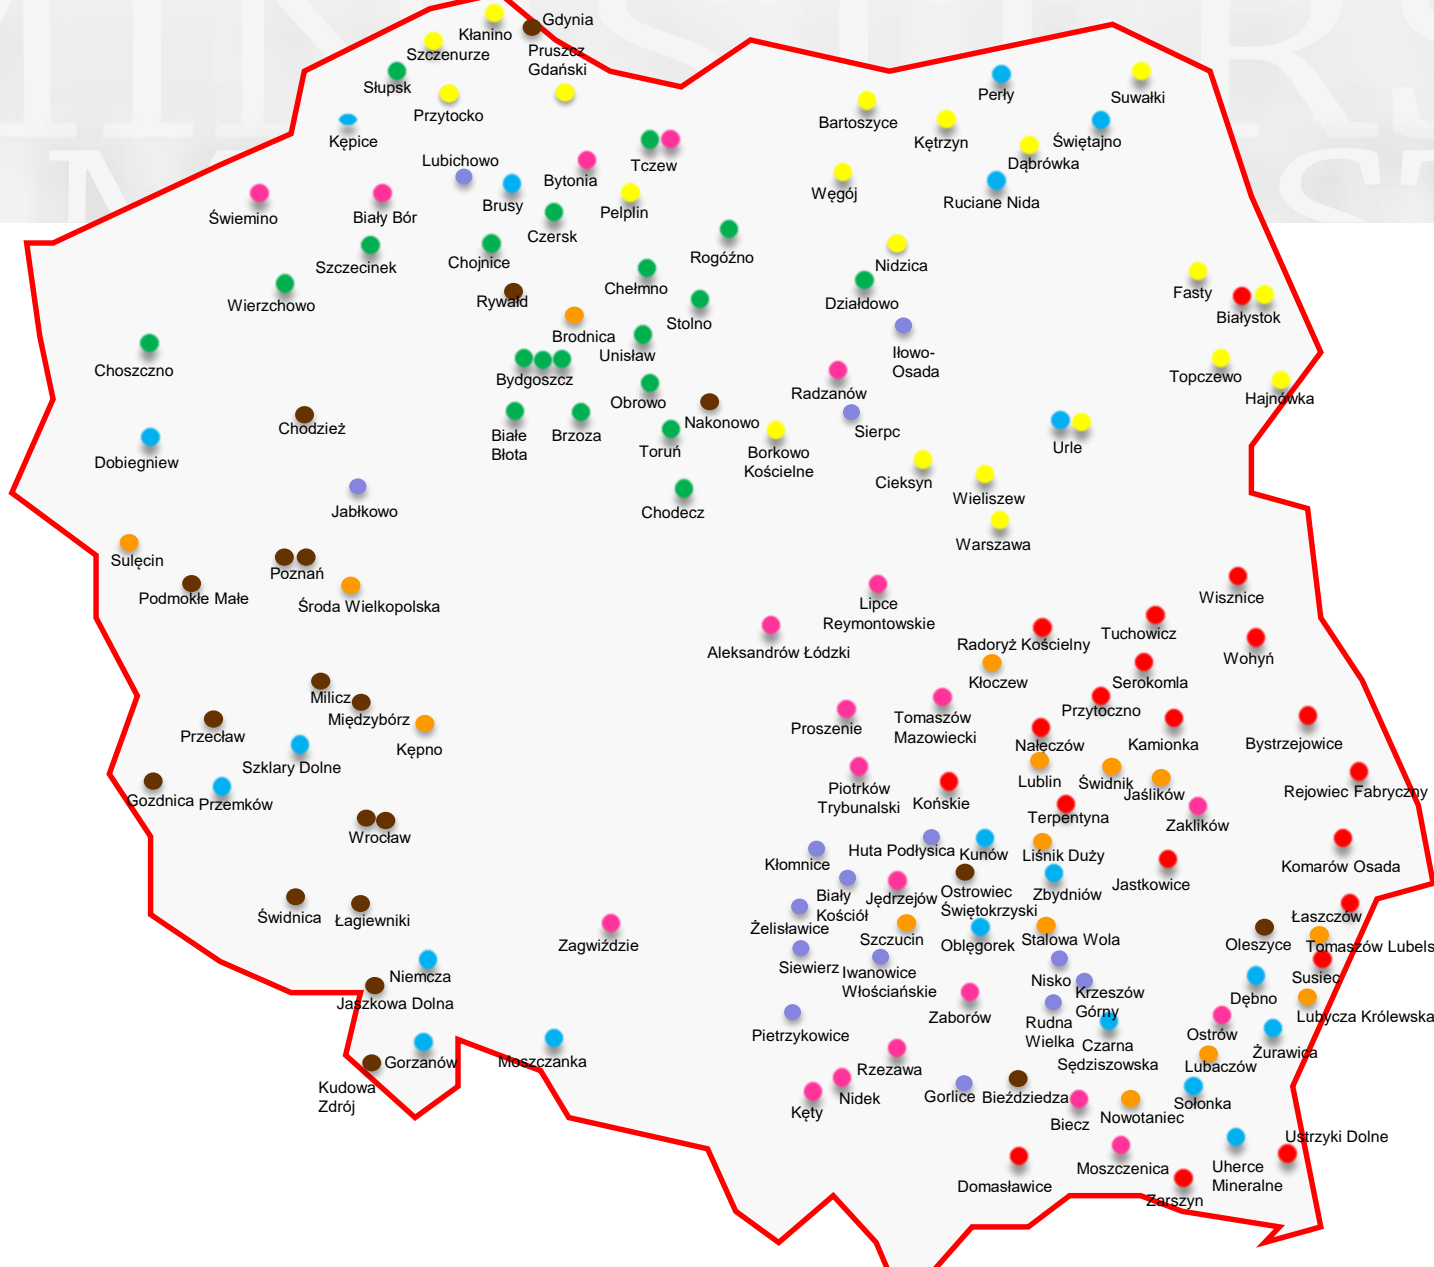 MINISTERS
M ST
Gdynia
Kłanino
Szczenurze
Pruszcz
Gdański
Słupsk
Przytocko
Kępice
Perły
Suwałki
Bartoszyce
Kętrzyn
Świętajno
Dąbrówka
Lubichowo
Bytonia
Tczew
Węgój
Ruciane Nida
Świemino
Biały Bór
Brusy
Pelplin
Czersk
Szczecinek
Chojnice
Rogóźno
Nidzica
Wierzchowo
Rywałd
Chełmno
Działdowo
Fasty
Białystok
Stolno
Brodnica
Unisław
Iłowo-
Osada
Choszczno
Bydgoszcz
Topczewo
Radzanów
Hajnówka
Obrowo
Chodzież
Nakonowo
Sierpc
Białe
Błota
Brzoza
Toruń
Borkowo
Kościelne
Urle
Dobiegniew
Cieksyn
Wieliszew
Jabłkowo
Chodecz
Warszawa
Sulęcin
Poznań
Podmokłe Małe
Środa Wielkopolska
Wisznice
Lipce
Reymontowskie
Tuchowicz
Radoryż Kościelny
Aleksandrów Łódzki
Wohyń
Kłoczew
Serokomla
Milicz
Międzybórz
Przytoczno
Przecław
Proszenie
Tomaszów
Mazowiecki
Kępno
Nałęczów
Kamionka
Bystrzejowice
Szklary Dolne
Lublin
Świdnik
Jaślików
Gozdnica
Przemków
Piotrków
Trybunalski
Końskie
Rejowiec Fabryczny
Terpentyna
Zaklików
Wrocław
Kłomnice
Huta Podłysica
Kunów
Liśnik Duży
Komarów Osada
Jastkowice
Biały
Kościół
Jędrzejów
Ostrowiec
Świętokrzyski
Zbydniów
Świdnica
Łagiewniki
Żelisławice
Łaszczów
Zagwiździe
Szczucin
Oblęgorek
Stalowa Wola
Oleszyce
Tomaszów Lubels
Niemcza
Siewierz
Iwanowice
Włościańskie
Nisko
Susiec
Jaszkowa Dolna
Krzeszów
Górny
Dębno
Zaborów
Lubycza Królewska
Pietrzykowice
Rudna
Wielka
Ostrów
Czarna
Sędziszowska
Żurawica
Gorzanów
Moszczanka
Rzezawa
Lubaczów
Kudowa
Zdrój
Kęty
Nidek
Gorlice
Bieździedza
Sołonka
Biecz
Nowotaniec
Ustrzyki Dolne
Moszczenica
Uherce
Mineralne
Domasławice
Zarszyn